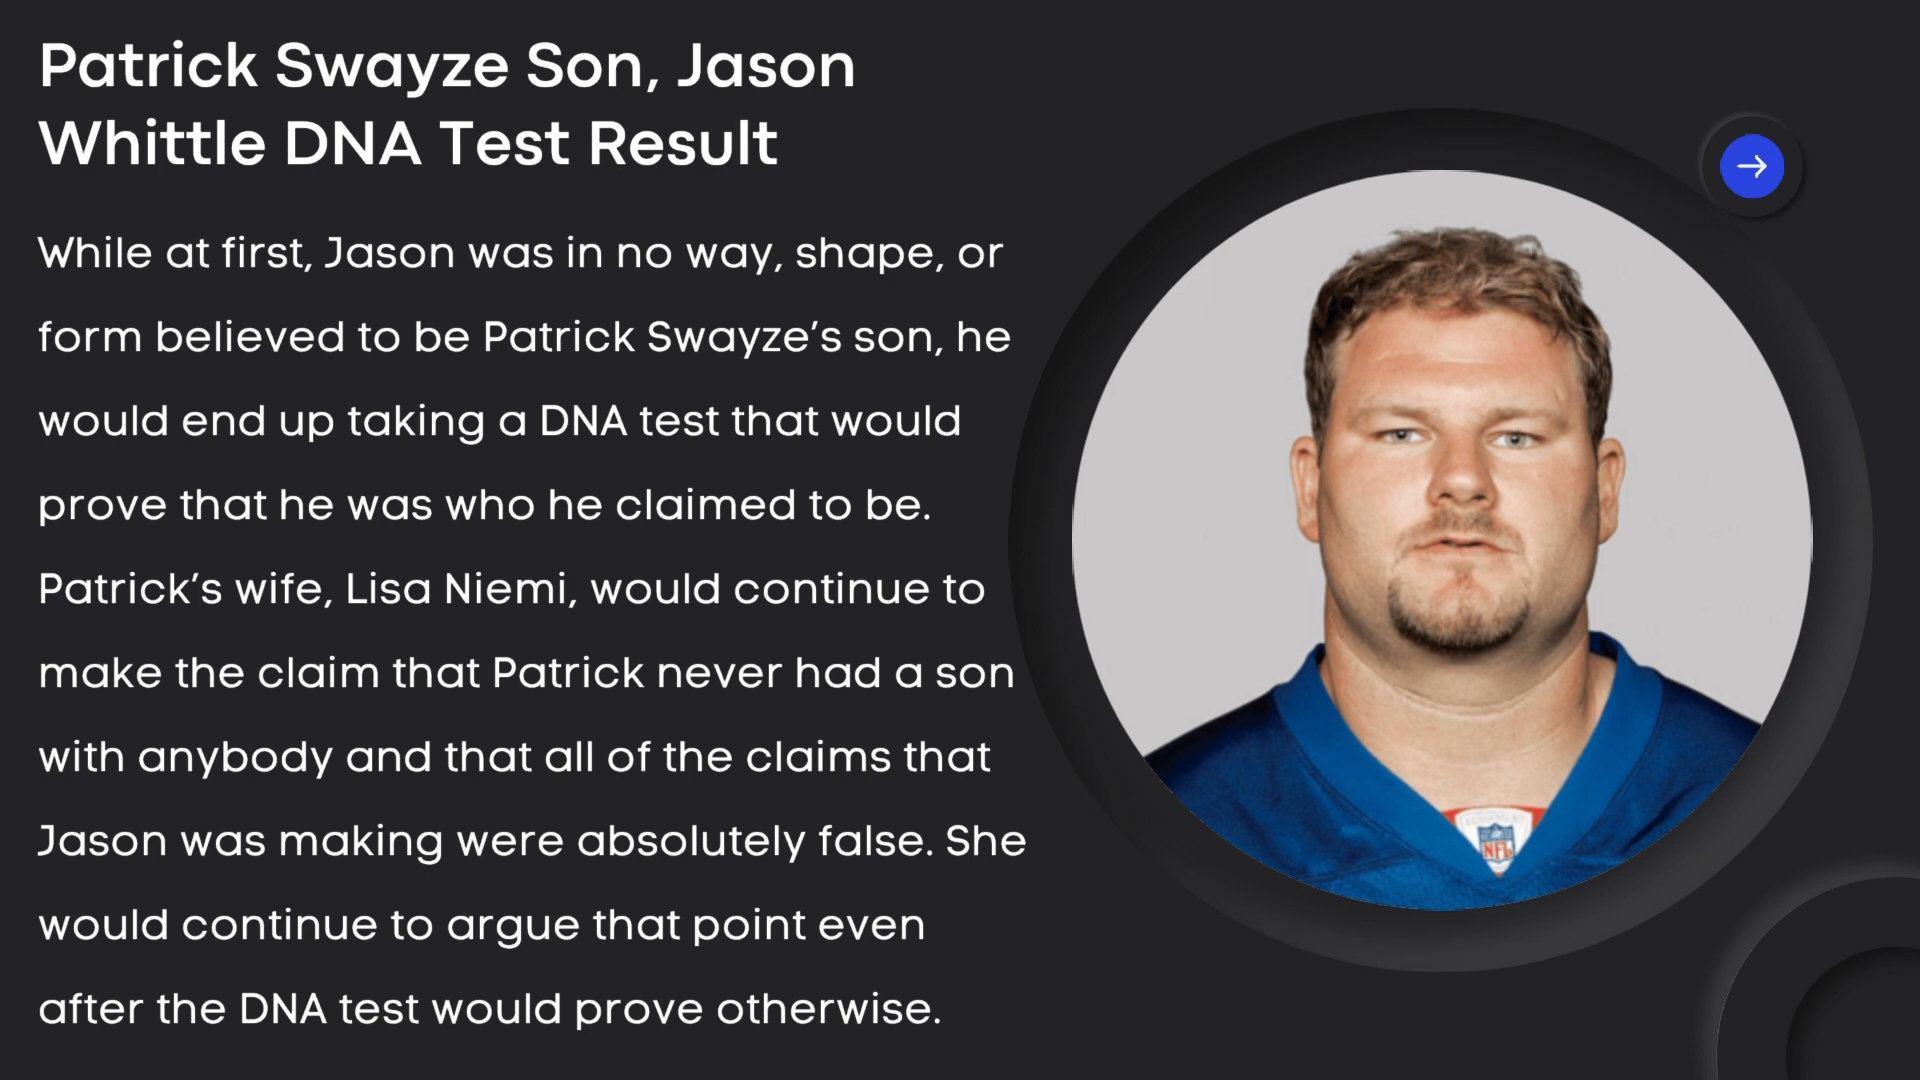 Patrick Swayze Son, Jason
Whittle DNA Test Result
While at first, Jason was in no way, shape, or
form believed to be Patrick Swayze’s son, he
would end up taking a DNA test that would
prove that he was who he claimed to be.
Patrick’s wife, Lisa Niemi, would continue to
make the claim that Patrick never had a son
with anybody and that all of the claims that
Jason was making were absolutely false. She
would continue to argue that point even
after the DNA test would prove otherwise.
NFL